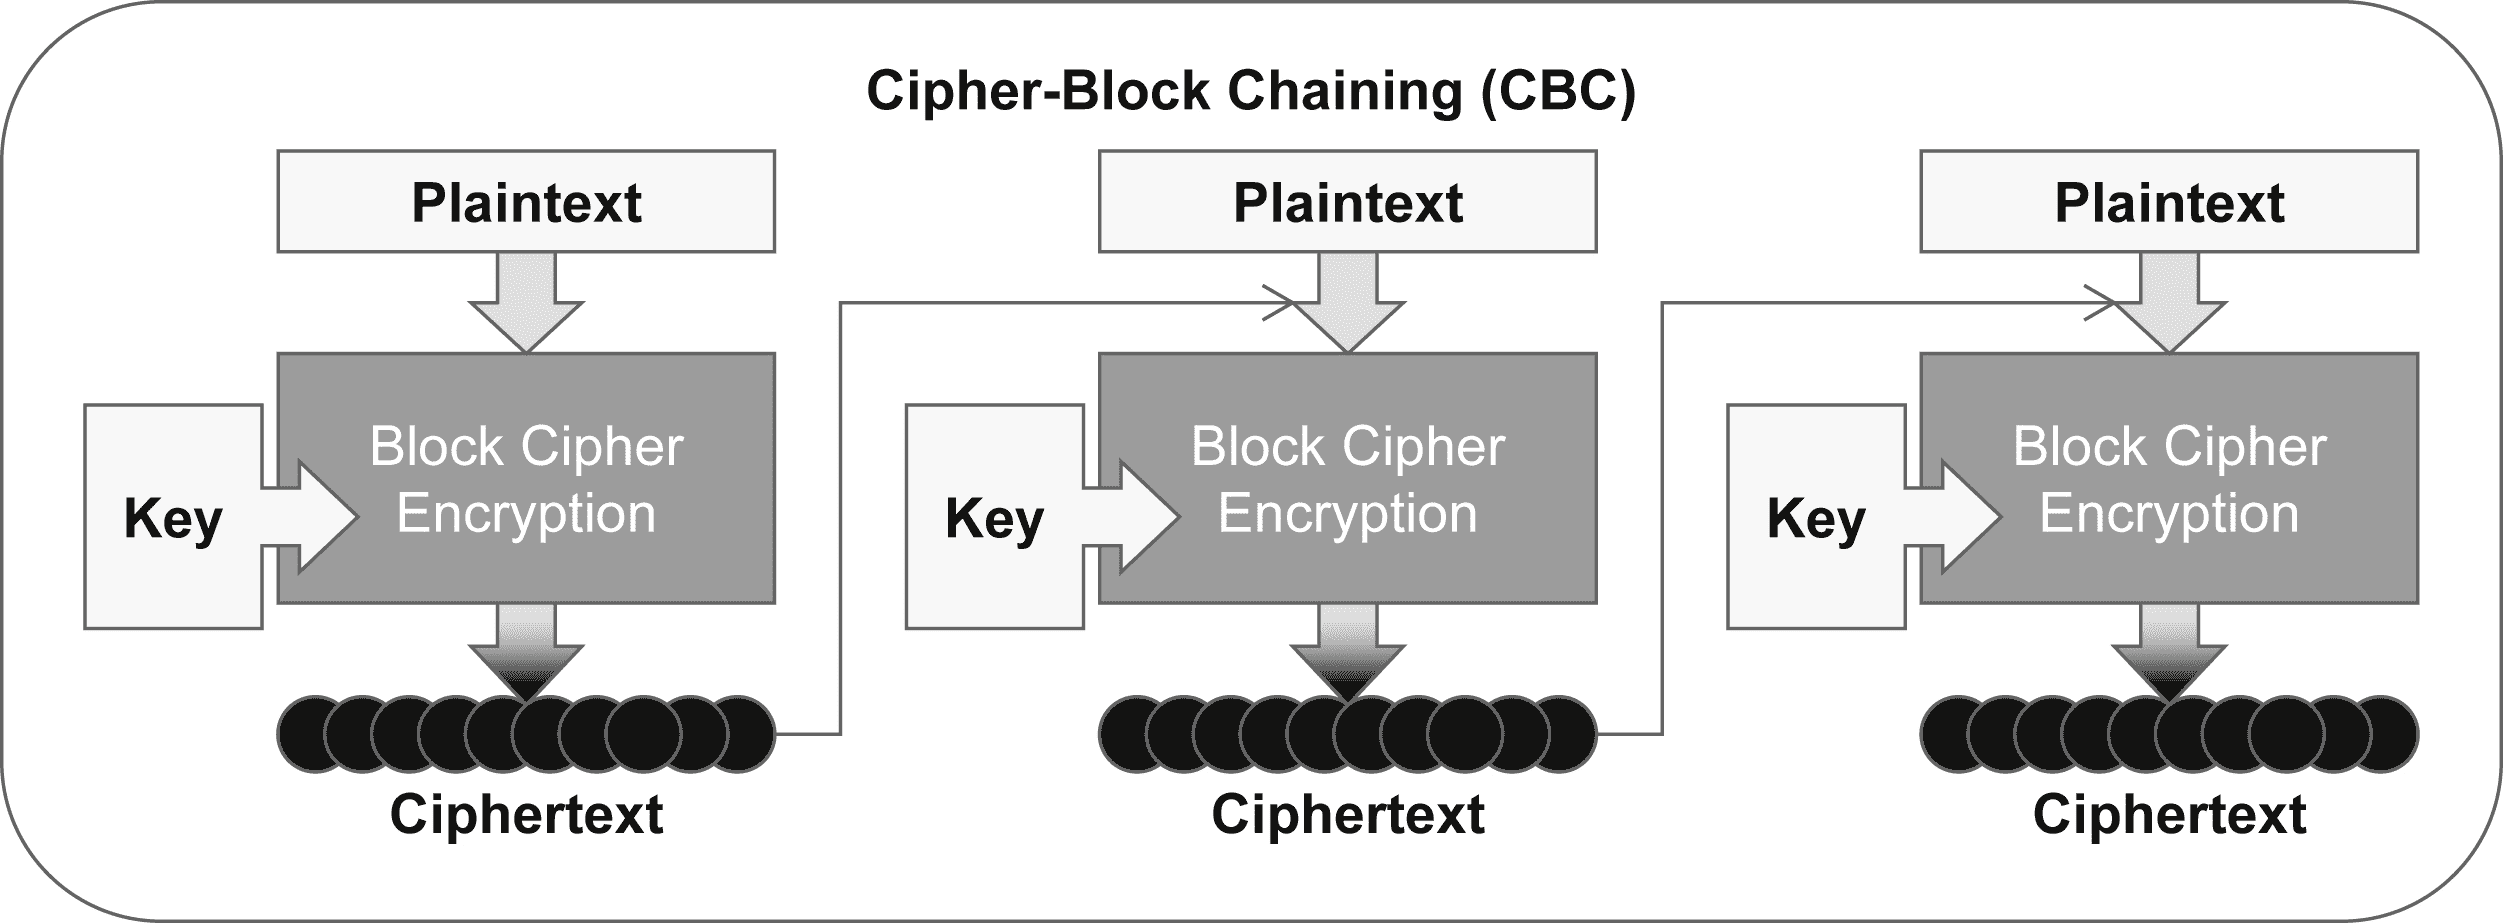 Cipher-Block Chaining (CBC)
Plaintext
Plaintext
Plaintext
Block Cipher
Encryption
Key
Block Cipher
Encryption
Key
Block Cipher
Encryption
Key
Ciphertext
Ciphertext
Ciphertext